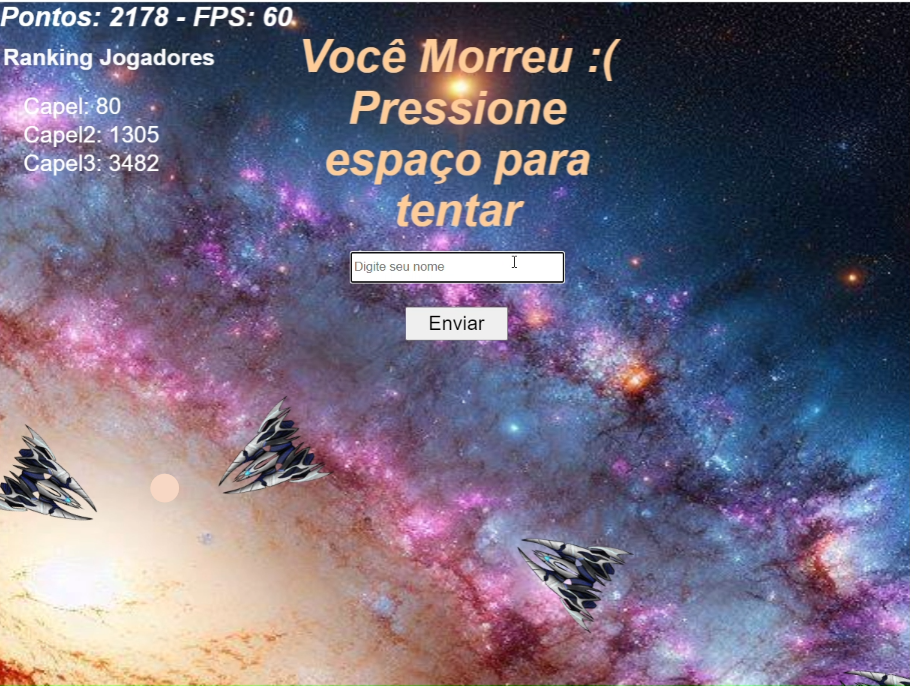 Pontos: 2178 - FPS: 60
Ranking Jogadores
Capel: 80
Capel2: 1305
Capel3: 3482
Você Morreu :(
Pressione
espaço para
tentar
Digite seu nome
Enviar